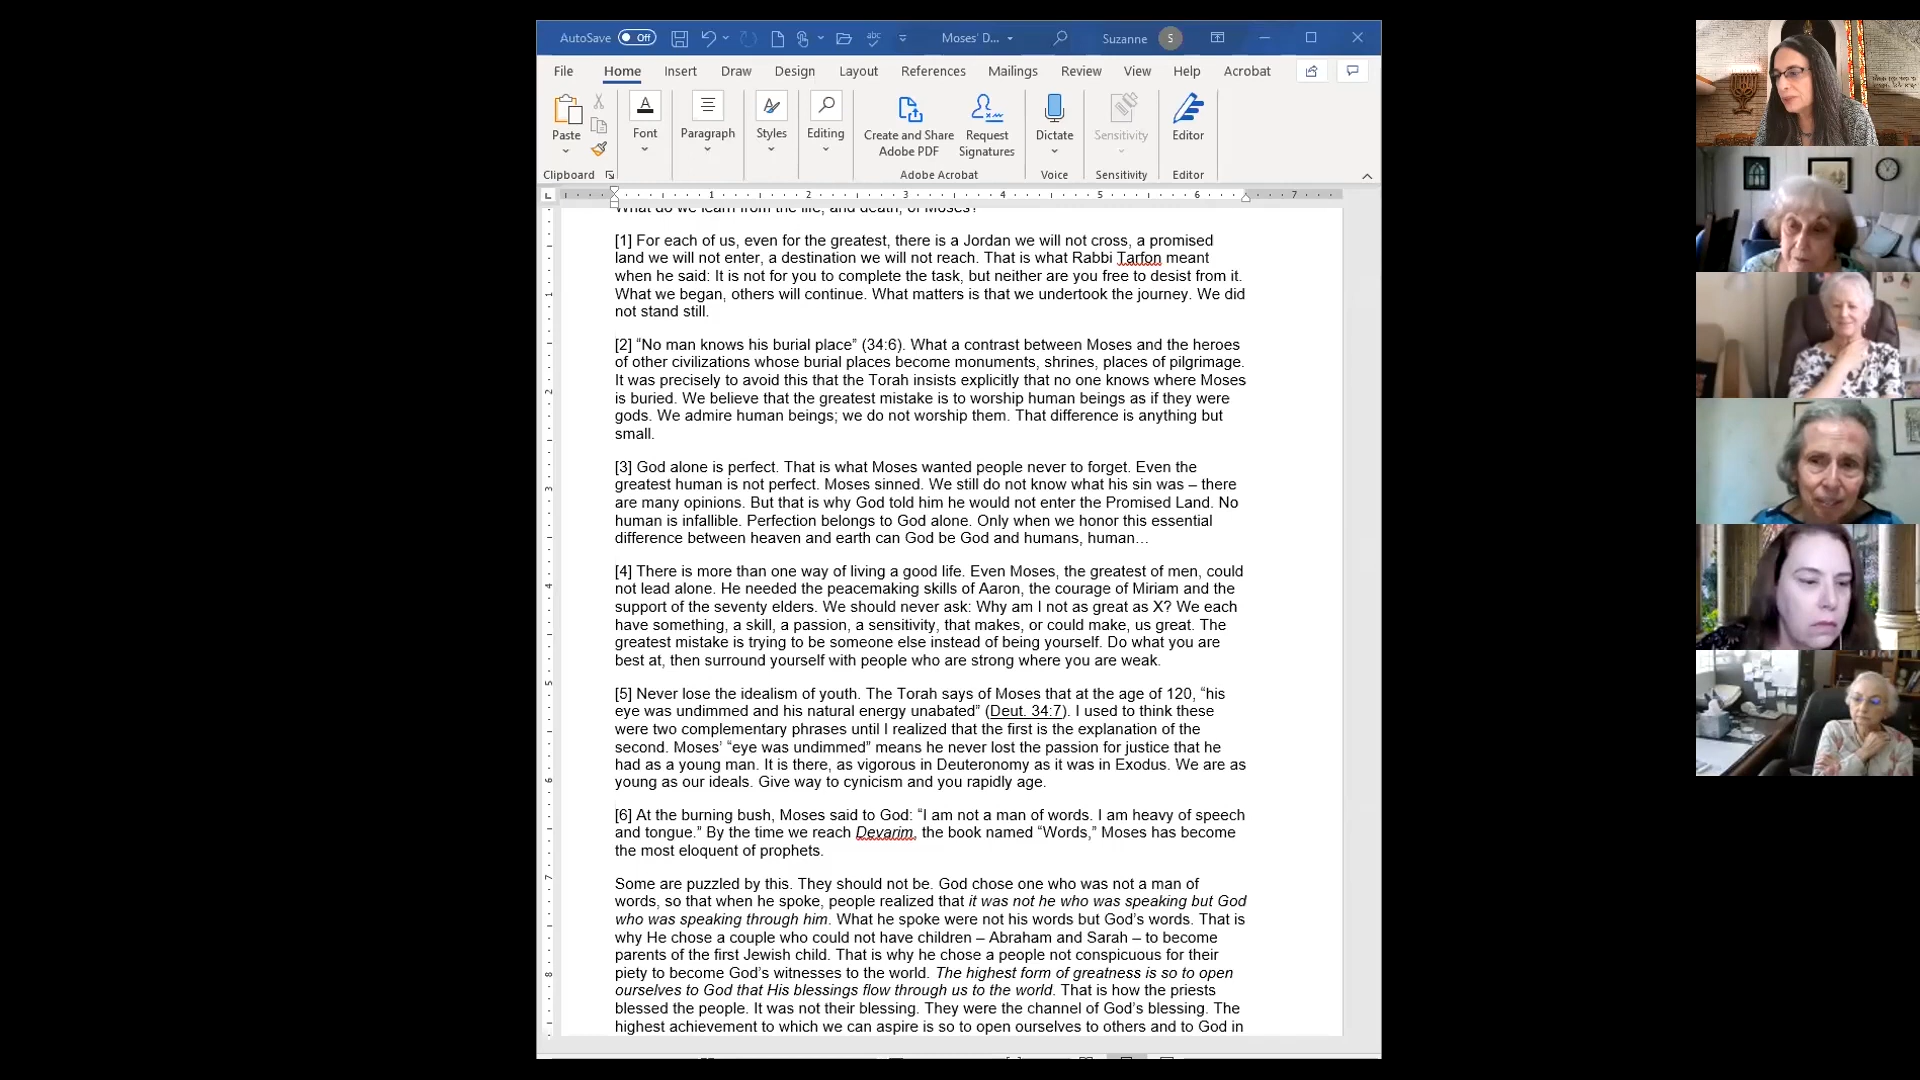 AutoSave Off Moses' D... Suzanne S
File Home Insert Draw Design Layout References Mailings Review View Help Acrobat
Paste Font Paragraph Styles Editing Create and Share Adobe PDF Request Signatures Dictate Sensitivity Editor
Clipboard Adobe Acrobat Voice Sensitivity Editor
1 2 3 4 5 6 7
What do we learn from the life, and death, of Moses?
[1] For each of us, even for the greatest, there is a Jordan we will not cross, a promised
land we will not enter, a destination we will not reach. That is what Rabbi Tarfon meant
when he said: It is not for you to complete the task, but neither are you free to desist from it.
What we began, others will continue. What matters is that we undertook the journey. We did
not stand still.
[2] “No man knows his burial place” (34:6). What a contrast between Moses and the heroes
of other civilizations whose burial places become monuments, shrines, places of pilgrimage.
It was precisely to avoid this that the Torah insists explicitly that no one knows where Moses
is buried. We believe that the greatest mistake is to worship human beings as if they were
gods. We admire human beings; we do not worship them. That difference is anything but
small.
[3] God alone is perfect. That is what Moses wanted people never to forget. Even the
greatest human is not perfect. Moses sinned. We still do not know what his sin was – there
are many opinions. But that is why God told him he would not enter the Promised Land. No
human is infallible. Perfection belongs to God alone. Only when we honor this essential
difference between heaven and earth can God be God and humans, human…
[4] There is more than one way of living a good life. Even Moses, the greatest of men, could
not lead alone. He needed the peacemaking skills of Aaron, the courage of Miriam and the
support of the seventy elders. We should never ask: Why am I not as great as X? We each
have something, a skill, a passion, a sensitivity, that makes, or could make, us great. The
greatest mistake is trying to be someone else instead of being yourself. Do what you are
best at, then surround yourself with people who are strong where you are weak.
[5] Never lose the idealism of youth. The Torah says of Moses that at the age of 120, “his
eye was undimmed and his natural energy unabated” (Deut. 34:7). I used to think these
were two complementary phrases until I realized that the first is the explanation of the
second. Moses’ “eye was undimmed” means he never lost the passion for justice that he
had as a young man. It is there, as vigorous in Deuteronomy as it was in Exodus. We are as
young as our ideals. Give way to cynicism and you rapidly age.
[6] At the burning bush, Moses said to God: “I am not a man of words. I am heavy of speech
and tongue.” By the time we reach Devarim, the book named “Words,” Moses has become
the most eloquent of prophets.
Some are puzzled by this. They should not be. God chose one who was not a man of
words, so that when he spoke, people realized that it was not he who was speaking but God
who was speaking through him. What he spoke were not his words but God’s words. That is
why He chose a couple who could not have children – Abraham and Sarah – to become
parents of the first Jewish child. That is why he chose a people not conspicuous for their
piety to become God’s witnesses to the world. The highest form of greatness is so to open
ourselves to God that His blessings flow through us to the world. That is how the priests
blessed the people. It was not their blessing. They were the channel of God’s blessing. The
highest achievement to which we can aspire is so to open ourselves to others and to God in